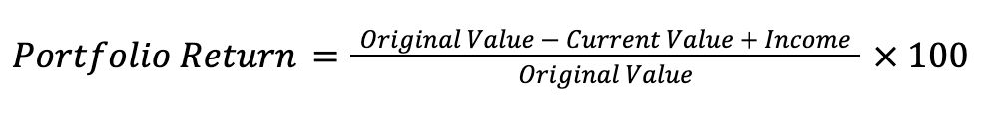 Portfolio Return = Original Value − Current Value + Income / Original Value × 100